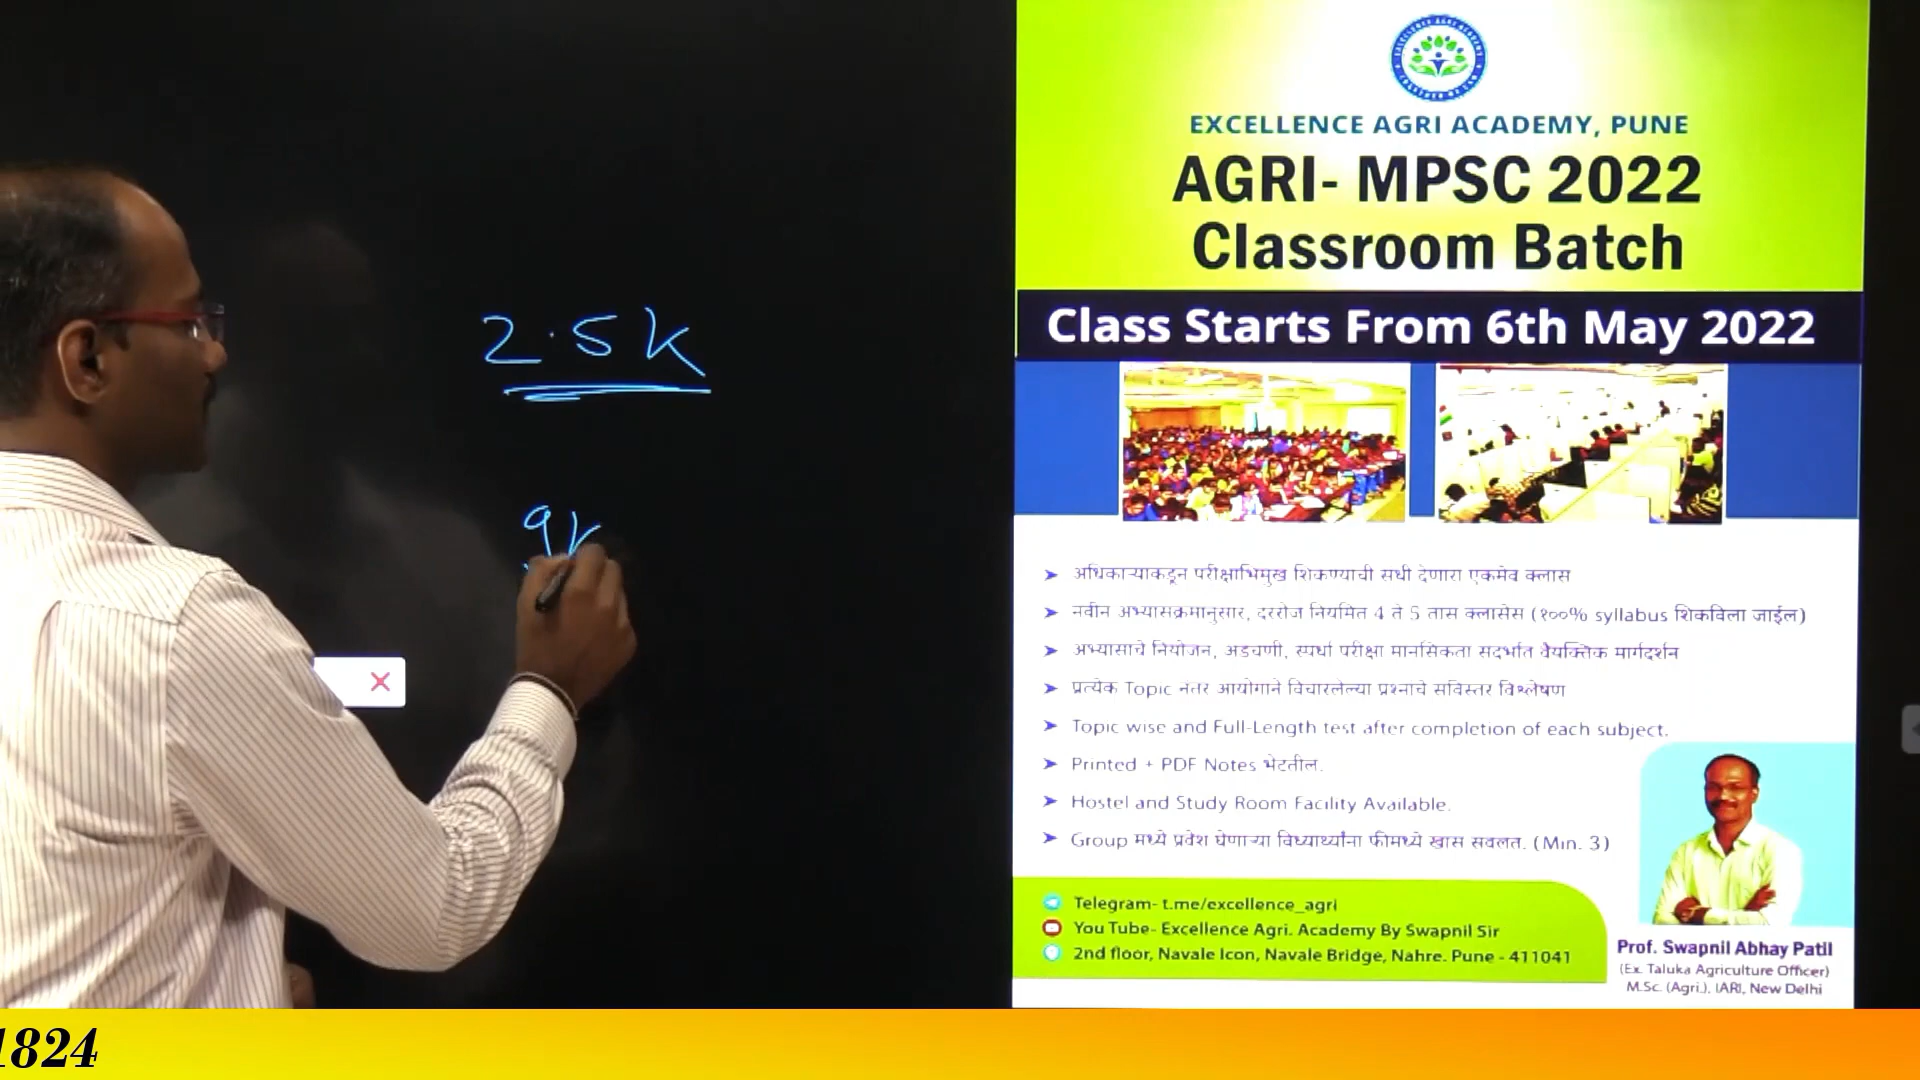 2.5k
9k
EXCELLENCE AGRI ACADEMY, PUNE
AGRI- MPSC 2022
Classroom Batch
Class Starts From 6th May 2022
➤ अधिकाऱ्याकडून परीक्षाभिमुख शिकण्याची सधी देणारा एकमेव क्लास
➤ नवीन अभ्यासक्रमानुसार, दररोज नियमित 4 ते 5 तास क्लासेस (१००% syllabus शिकविला जाईल)
➤ अभ्यासाचे नियोजन, अडचणी, स्पर्धा परीक्षा मानसिकता सदर्भात वैयक्तिक मार्गदर्शन
➤ प्रत्येक Topic नतर आयोगाने विचारलेल्या प्रश्नाचे सविस्तर विश्लेषण
➤ Topic wise and Full-Length test after completion of each subject.
➤ Printed + PDF Notes भेटतील.
➤ Hostel and Study Room Facility Available.
➤ Group मध्ये प्रवेश घेणाऱ्या विध्यार्थ्यांना फीमध्ये खास सवलत. (Min. 3)
Telegram- t.me/excellence_agri
You Tube- Excellence Agri. Academy By Swapnil Sir
2nd floor, Navale Icon, Navale Bridge, Nahre. Pune - 411041
Prof. Swapnil Abhay Patil
(Ex. Taluka Agriculture Officer)
M.Sc. (Agri.), IARI, New Delhi
1824